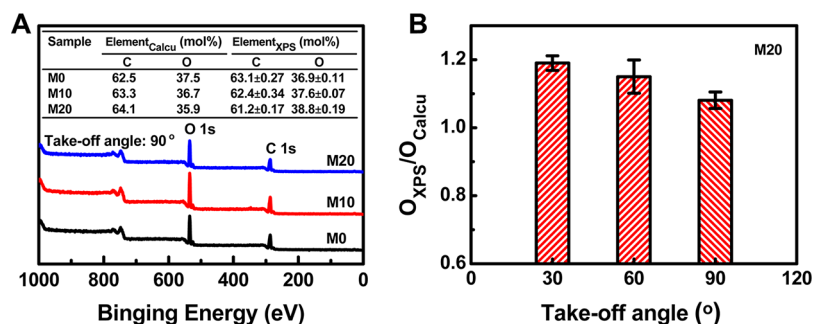 A
Sample Element_Calcu (mol%) Element_XPS (mol%)
C O C O
M0 62.5 37.5 63.1±0.27 36.9±0.11
M10 63.3 36.7 62.4±0.34 37.6±0.07
M20 64.1 35.9 61.2±0.17 38.8±0.19
Take-off angle: 90 °
O 1s
C 1s
M20
M10
M0
1000 800 600 400 200 0
Binging Energy (eV)
B
M20
1.2
1.0
0.8
0.6
O_XPS/O_Calcu
0 30 60 90 120
Take-off angle (°)